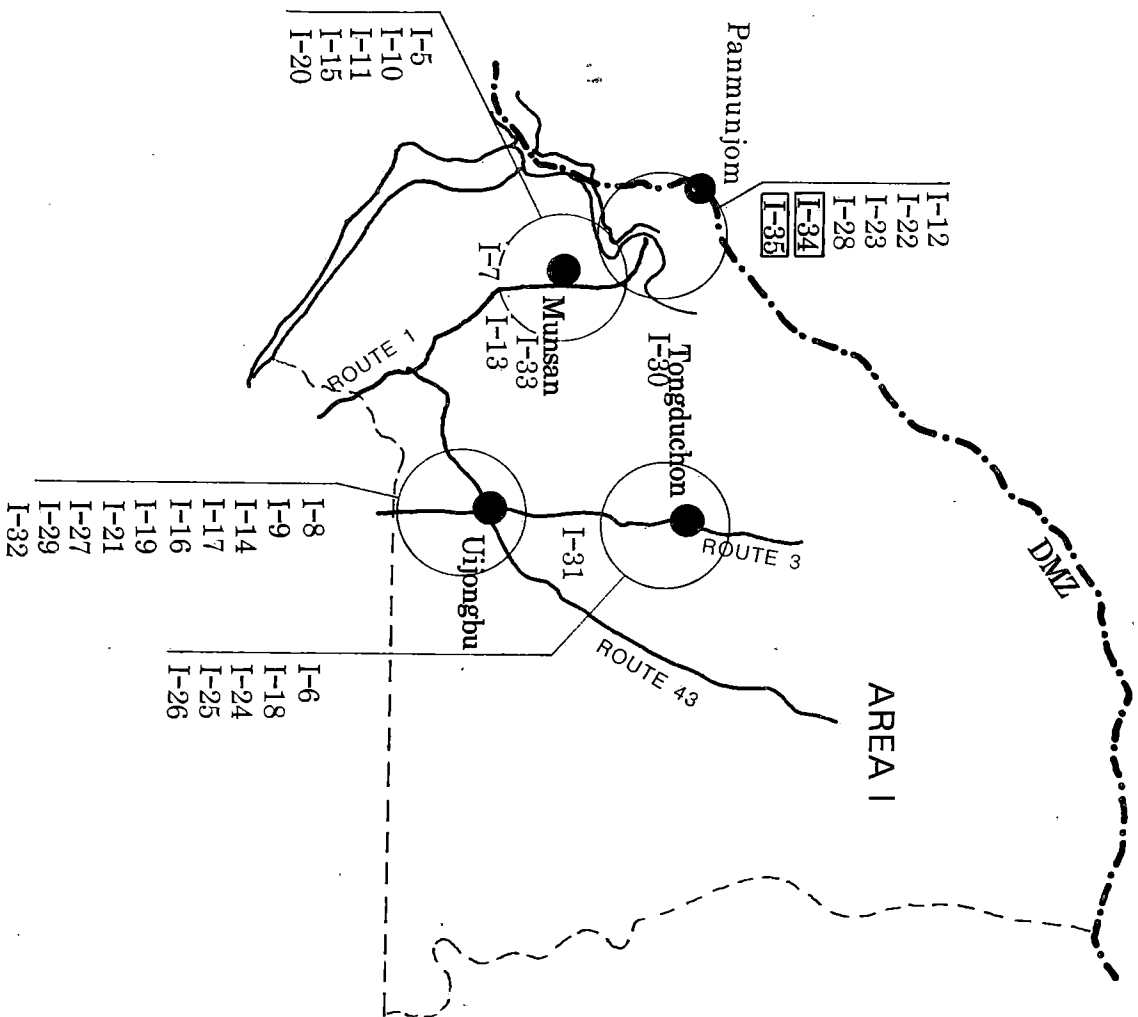 Panmunjom
I-12
I-22
I-23
I-28
I-34
I-35
I-5
I-10
I-11
I-15
I-20
DMZ
AREA I
Tongduchon
I-30
Munsan
I-33
I-13
I-7
ROUTE 1
ROUTE 3
I-31
Uijongbu
ROUTE 43
I-8
I-9
I-14
I-17
I-16
I-19
I-21
I-27
I-29
I-32
I-6
I-18
I-24
I-25
I-26